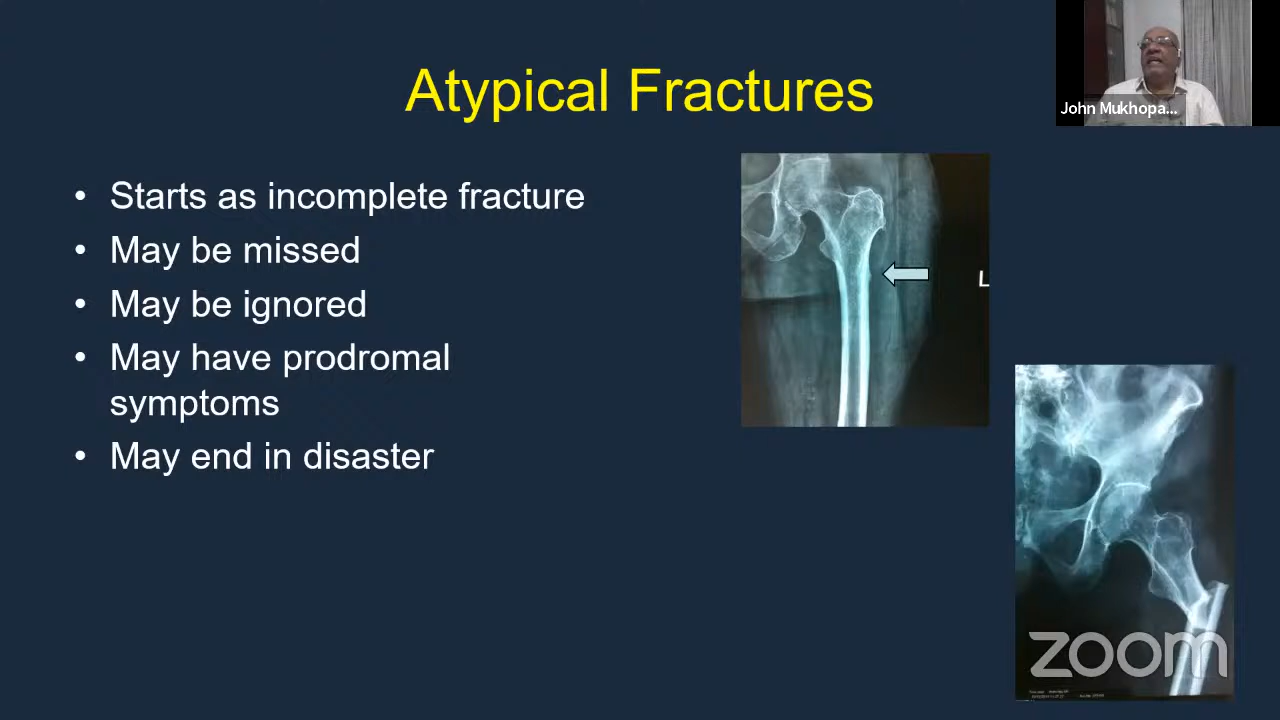 Atypical Fractures
John Mukhopa...
• Starts as incomplete fracture
• May be missed
• May be ignored
• May have prodromal
symptoms
• May end in disaster
L
zoom